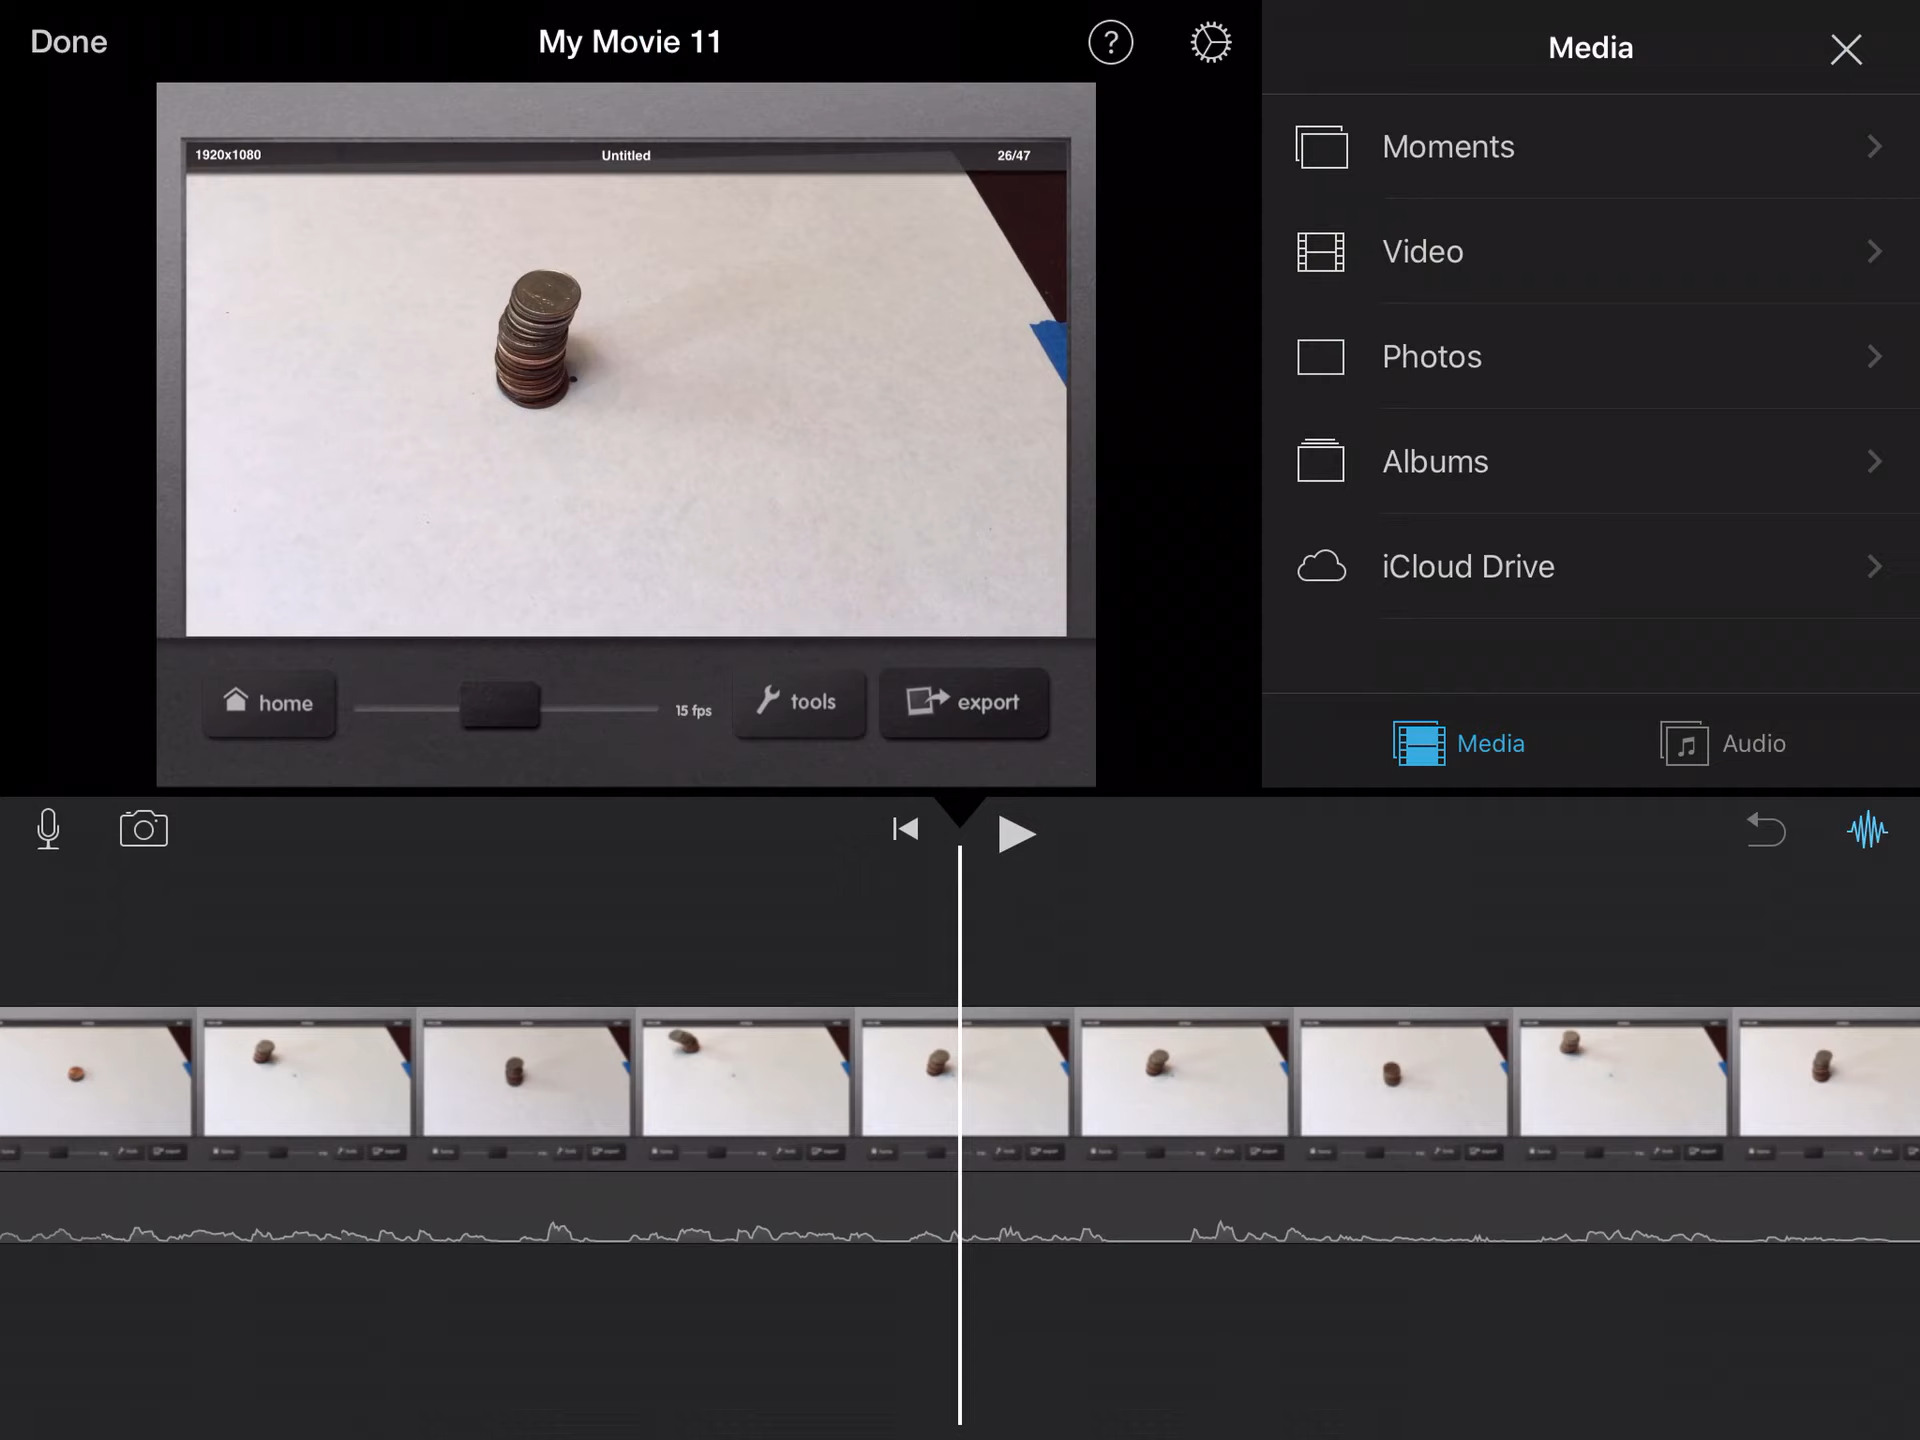 Done
My Movie 11
?
Media
1920x1080
Untitled
26/47
Moments
Video
Photos
Albums
iCloud Drive
home
15 fps
tools
export
Media
Audio